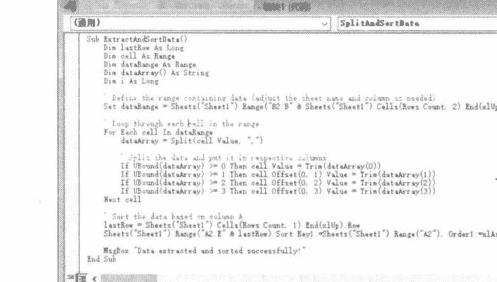 (通用)
SplitAndSortData
Sub ExtractAndSortData()
Dim lastRow As Long
Dim cell As Range
Dim dataRange As Range
Dim dataArray() As String
Dim i As Long
' Define the range containing data (adjust the sheet name and column as needed)
Set dataRange = Sheets("Sheet1") Range("B2 B" & Sheets("Sheet1") Cells(Rows Count, 2) End(xlUp
' Loop through each cell in the range
For Each cell In dataRange
dataArray = Split(cell Value, ",")
' Split the data and put it in respective columns
If UBound(dataArray) >= 0 Then cell Value = Trim(dataArray(0))
If UBound(dataArray) >= 1 Then cell Offset(0, 1) Value = Trim(dataArray(1))
If UBound(dataArray) >= 2 Then cell Offset(0, 2) Value = Trim(dataArray(2))
If UBound(dataArray) >= 3 Then cell Offset(0, 3) Value = Trim(dataArray(3))
Next cell
' Sort the data based on column A
lastRow = Sheets("Sheet1") Cells(Rows Count, 1) End(xlUp) Row
Sheets("Sheet1") Range("A2 E" & lastRow) Sort Key1 =Sheets("Sheet1") Range("A2"), Order1 =xlAs
MsgBox "Data extracted and sorted successfully!"
End Sub